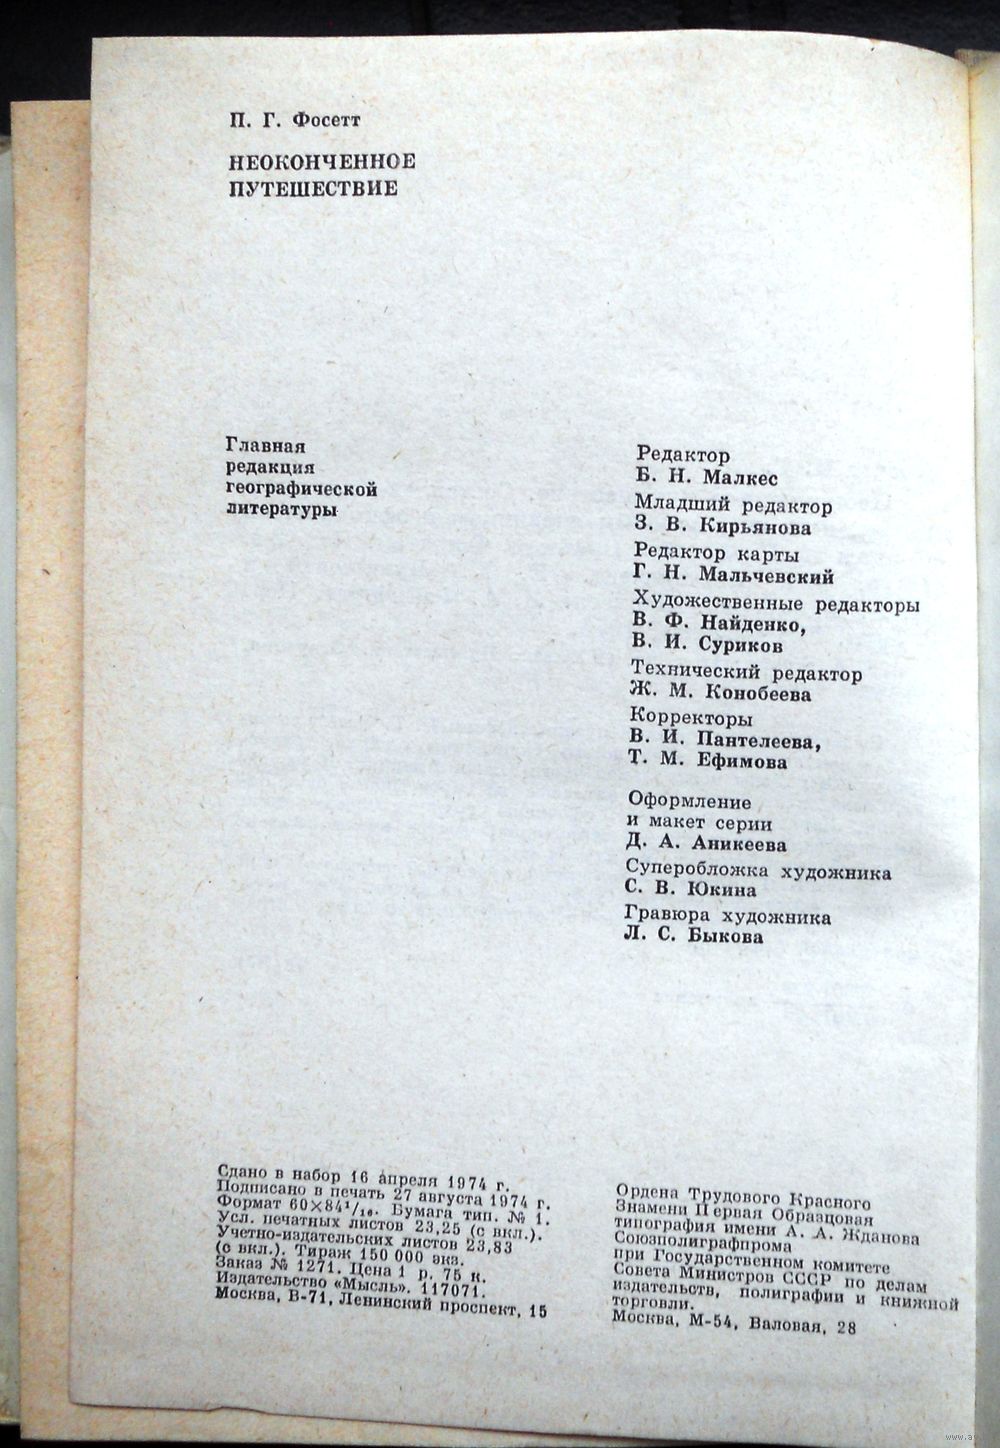 П. Г. Фосетт
НЕОКОНЧЕННОЕ
ПУТЕШЕСТВИЕ
Главная
редакция
географической
литературы
Редактор
Б. Н. Малкес
Младший редактор
З. В. Кирьянова
Редактор карты
Г. Н. Мальчевский
Художественные редакторы
В. Ф. Найденко,
В. И. Суриков
Технический редактор
Ж. М. Конобеева
Корректоры
В. И. Пантелеева,
Т. М. Ефимова
Оформление
и макет серии
Д. А. Аникеева
Суперобложка художника
С. В. Юкина
Гравюра художника
Л. С. Быкова
Сдано в набор 16 апреля 1974 г.
Подписано в печать 27 августа 1974 г.
Формат 60×84¹/₁₆. Бумага тип. № 1.
Усл. печатных листов 23,25 (с вкл.).
Учетно-издательских листов 23,83
(с вкл.). Тираж 150 000 экз.
Заказ № 1271. Цена 1 р. 75 к.
Издательство «Мысль». 117071.
Москва, В-71, Ленинский проспект, 15
Ордена Трудового Красного
Знамени Первая Образцовая
типография имени А. А. Жданова
Союзполиграфпрома
при Государственном комитете
Совета Министров СССР по делам
издательств, полиграфии и книжной
торговли.
Москва, М-54, Валовая, 28
www.a